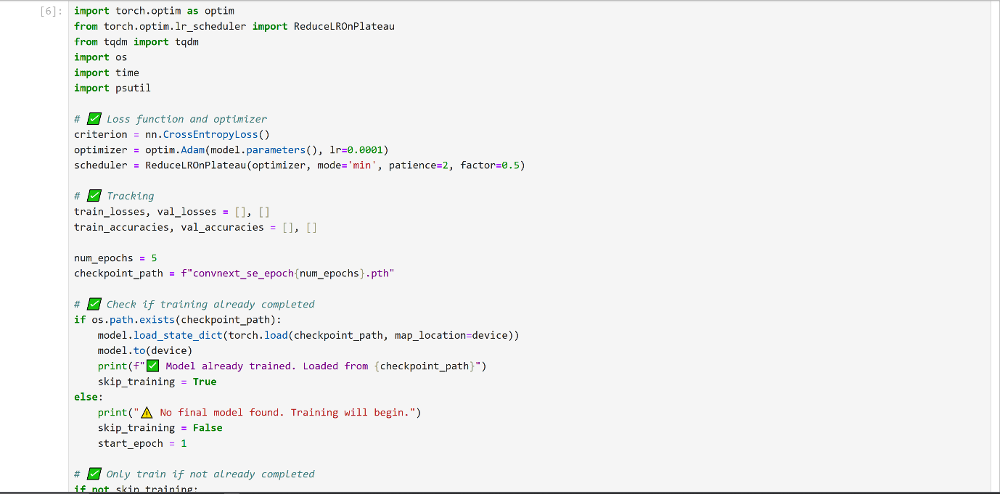 [6]:
import torch.optim as optim
from torch.optim.lr_scheduler import ReduceLROnPlateau
from tqdm import tqdm
import os
import time
import psutil

# ✅ Loss function and optimizer
criterion = nn.CrossEntropyLoss()
optimizer = optim.Adam(model.parameters(), lr=0.0001)
scheduler = ReduceLROnPlateau(optimizer, mode='min', patience=2, factor=0.5)

# ✅ Tracking
train_losses, val_losses = [], []
train_accuracies, val_accuracies = [], []

num_epochs = 5
checkpoint_path = f"convnext_se_epoch{num_epochs}.pth"

# ✅ Check if training already completed
if os.path.exists(checkpoint_path):
    model.load_state_dict(torch.load(checkpoint_path, map_location=device))
    model.to(device)
    print(f"✅ Model already trained. Loaded from {checkpoint_path}")
    skip_training = True
else:
    print("⚠️ No final model found. Training will begin.")
    skip_training = False
    start_epoch = 1

# ✅ Only train if not already completed
if not skip_training: